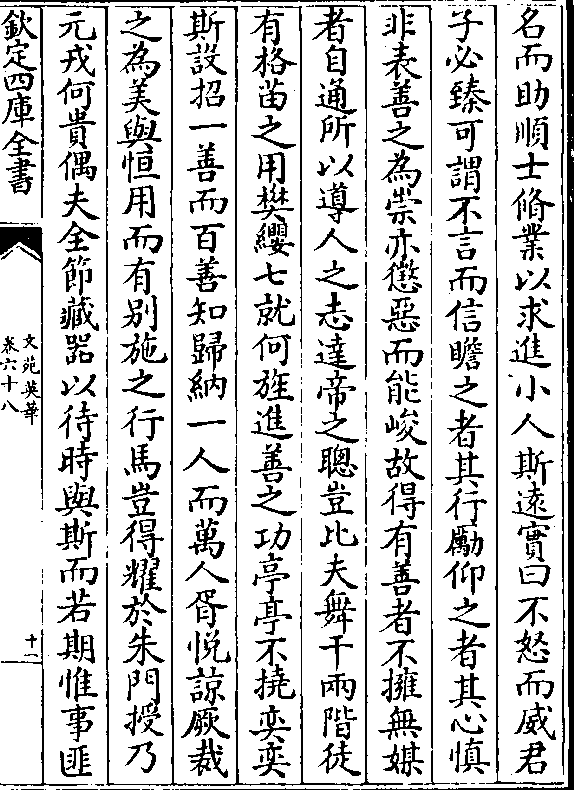 名而助順士脩業以求進小人斯遠實曰不怒而威君
子必臻可謂不言而信瞻之者其行勵仰之者其心慎
非表善之為崇亦懲惡而能峻故得有善者不擁無媒
者自通所以導人之志達帝之聰豈比夫舞干兩階徒
有格苗之用樊纓七就何旌進善之功亭亭不撓奕奕
斯設招一善而百善知歸納一人而萬人胥悅諒厥裁
之為美與恒用而有別施之行馬豈得耀於朱門授乃
元戎何貴偶夫全節藏器以待時與斯而若期惟事匪
欽定四庫全書
文苑英華
卷六十八
十一